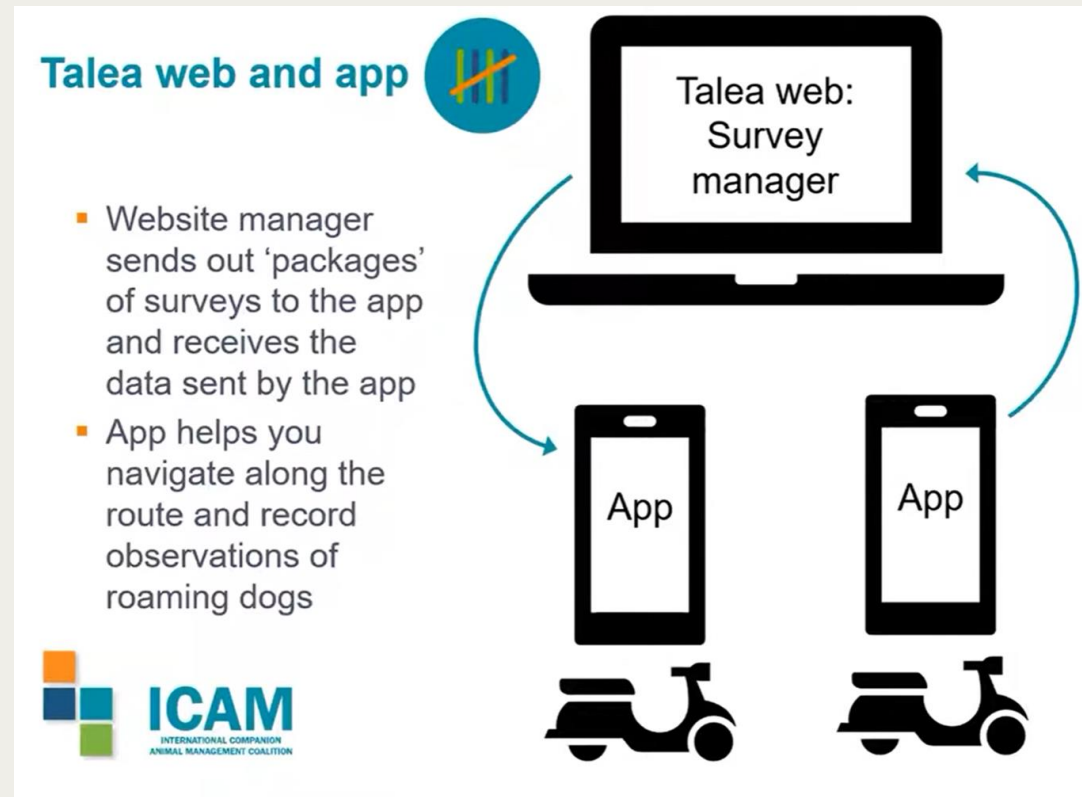 Talea web and app
Talea web:
Survey
manager
Website manager
sends out ‘packages’
of surveys to the app
and receives the
data sent by the app
App helps you
navigate along the
route and record
observations of
roaming dogs
App
App
ICAM
INTERNATIONAL COMPANION
ANIMAL MANAGEMENT COALITION